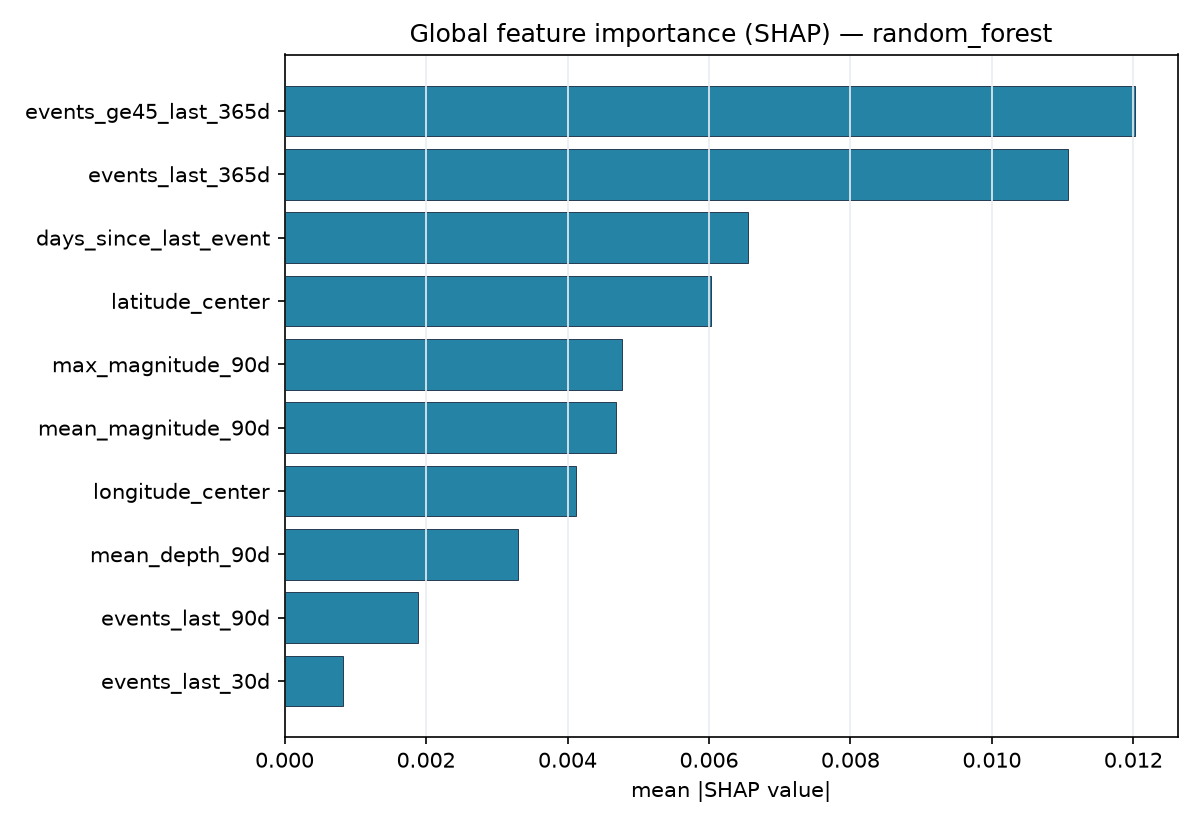 Global feature importance (SHAP) — random_forest
events_ge45_last_365d
events_last_365d
days_since_last_event
latitude_center
max_magnitude_90d
mean_magnitude_90d
longitude_center
mean_depth_90d
events_last_90d
events_last_30d
0.000 0.002 0.004 0.006 0.008 0.010 0.012
mean |SHAP value|